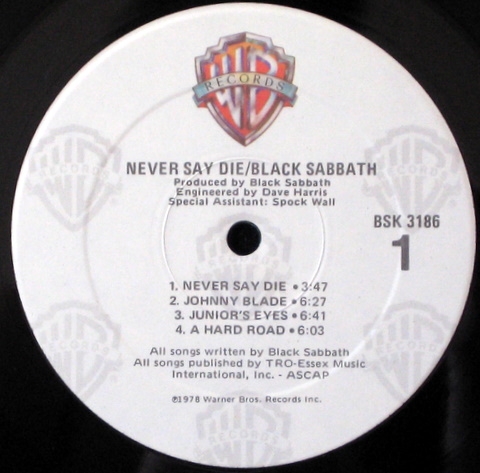 RECORDS
NEVER SAY DIE/BLACK SABBATH
Produced by Black Sabbath
Engineered by Dave Harris
Special Assistant: Spock Wall
BSK 3186
1
1. NEVER SAY DIE • 3:47
2. JOHNNY BLADE • 6:27
3. JUNIOR'S EYES • 6:41
4. A HARD ROAD • 6:03
All songs written by Black Sabbath
All songs published by TRO-Essex Music
International, Inc. - ASCAP
℗1978 Warner Bros. Records Inc.